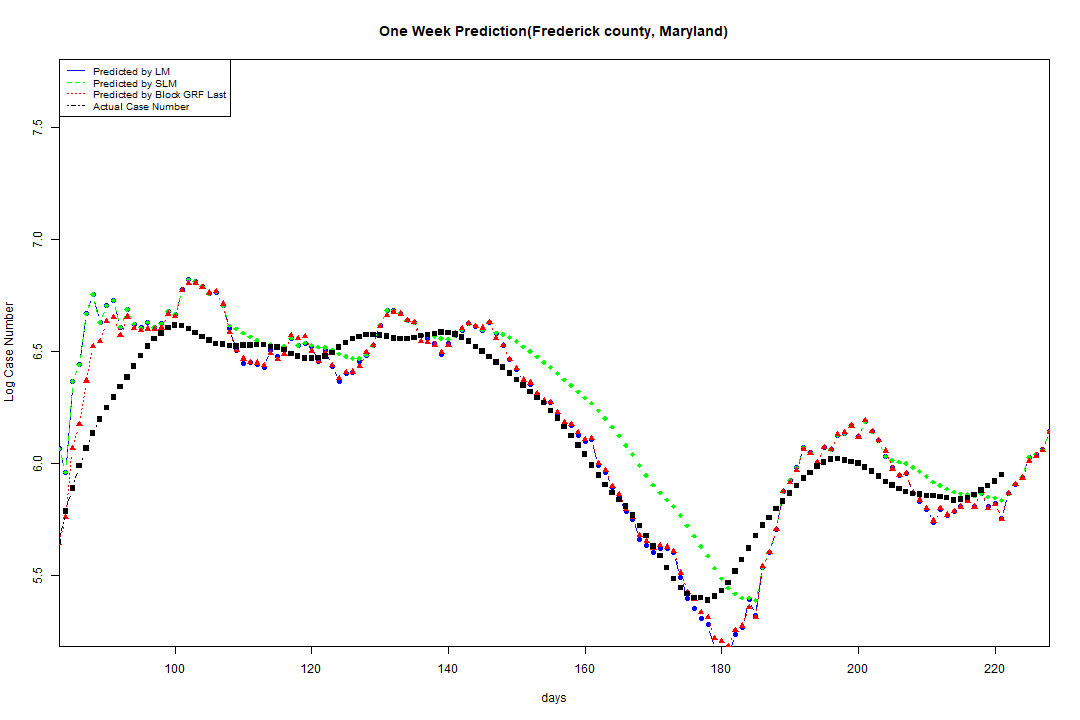 One Week Prediction(Frederick county, Maryland)
Predicted by LM
Predicted by SLM
Predicted by Block GRF Last
Actual Case Number
7.5
7.0
6.5
6.0
5.5
Log Case Number
100 120 140 160 180 200 220
days